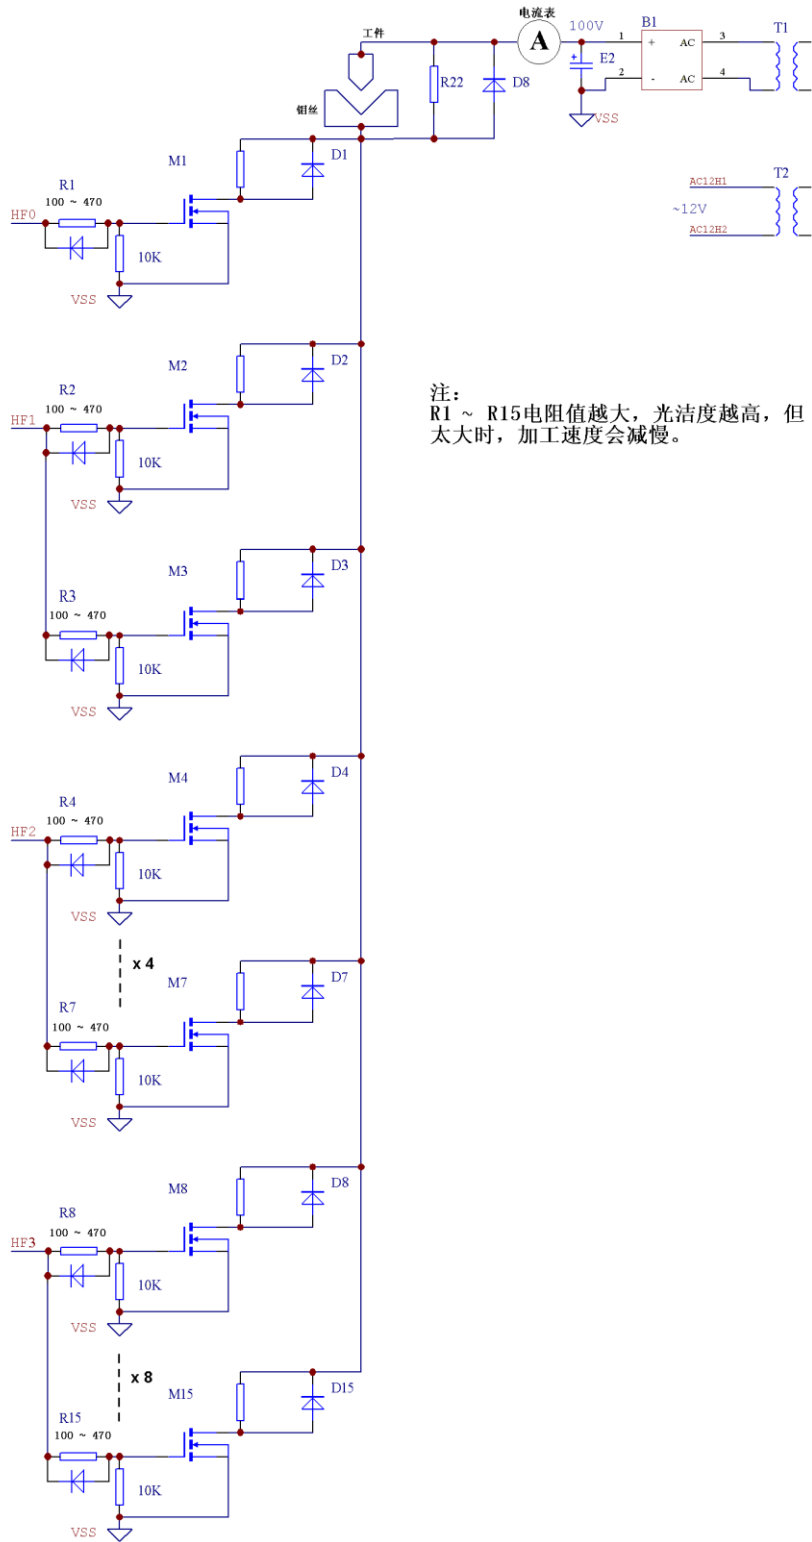 电流表
工件
A
100V
B1
T1
1
+
AC
3
E2
2
-
AC
4
R22
D8
VSS
钼丝
M1
D1
R1
100 ~ 470
HF0
10K
VSS
AC12H1
T2
~12V
AC12H2
M2
D2
R2
100 ~ 470
HF1
10K
VSS
注:
R1 ~ R15电阻值越大, 光洁度越高, 但
太大时, 加工速度会减慢。
M3
D3
R3
100 ~ 470
10K
VSS
M4
D4
R4
100 ~ 470
HF2
10K
VSS
x 4
M7
D7
R7
100 ~ 470
10K
VSS
M8
D8
R8
100 ~ 470
HF3
10K
VSS
x 8
M15
D15
R15
100 ~ 470
10K
VSS